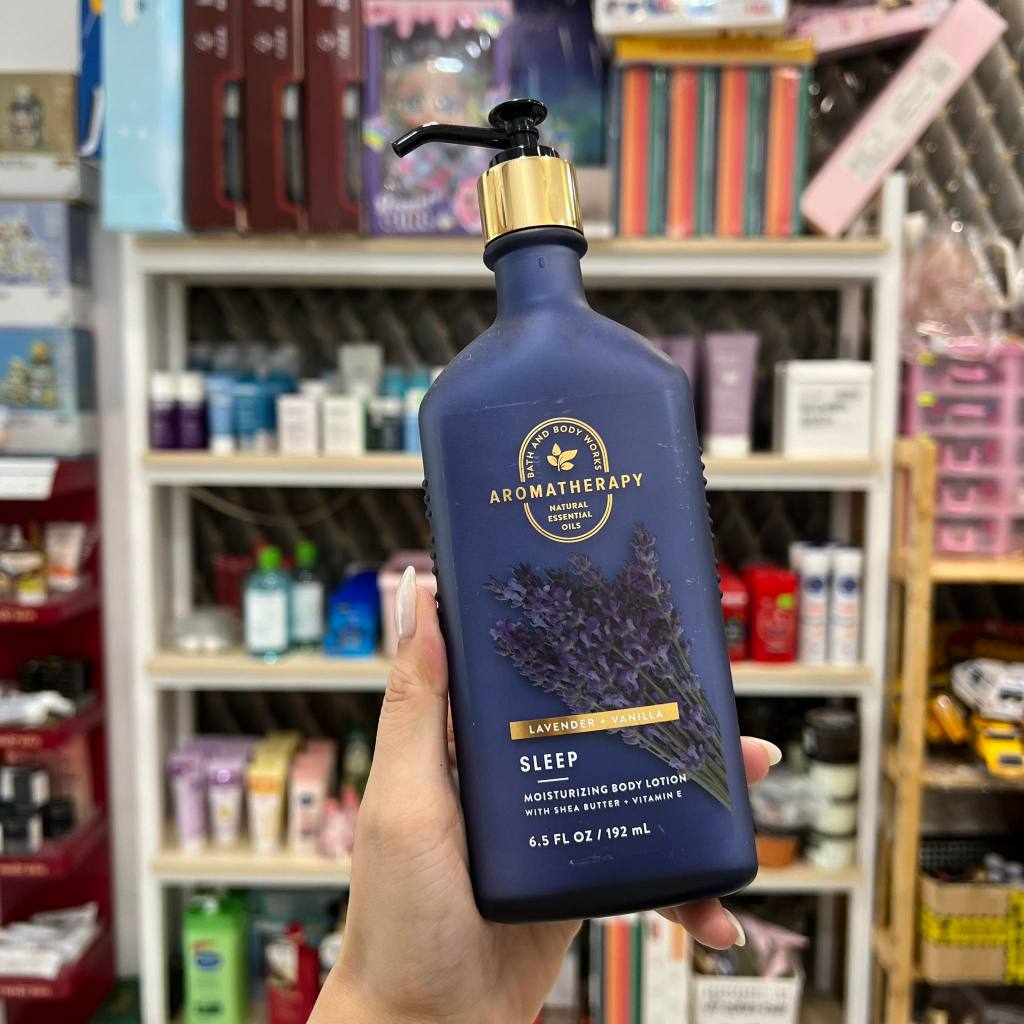 BATH AND BODY WORKS
AROMATHERAPY
NATURAL
ESSENTIAL
OILS
LAVENDER + VANILLA
SLEEP
MOISTURIZING BODY LOTION
WITH SHEA BUTTER + VITAMIN E
6.5 FL OZ / 192 mL